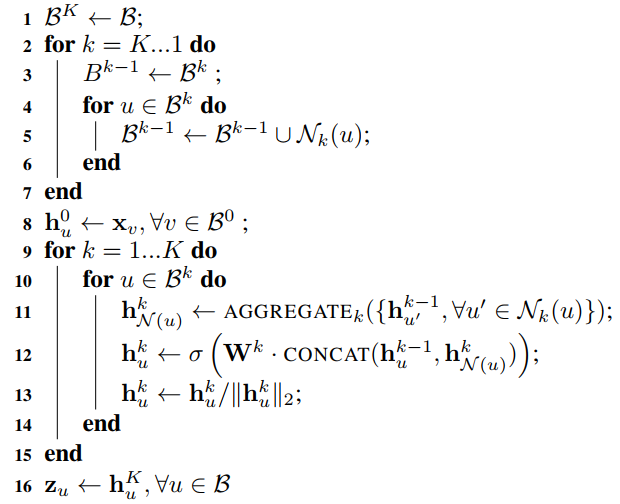 1 𝓑^K ← 𝓑;
2 for k = K...1 do
3 B^{k−1} ← 𝓑^k ;
4 for u ∈ 𝓑^k do
5 𝓑^{k−1} ← 𝓑^{k−1} ∪ 𝒩_k(u);
6 end
7 end
8 h_u^0 ← x_v, ∀v ∈ 𝓑^0 ;
9 for k = 1...K do
10 for u ∈ 𝓑^k do
11 h_{𝒩(u)}^k ← AGGREGATE_k({h_{u'}^{k−1}, ∀u' ∈ 𝒩_k(u)});
12 h_u^k ← σ (W^k · CONCAT(h_u^{k−1}, h_{𝒩(u)}^k));
13 h_u^k ← h_u^k/‖h_u^k‖_2;
14 end
15 end
16 z_u ← h_u^K, ∀u ∈ 𝓑